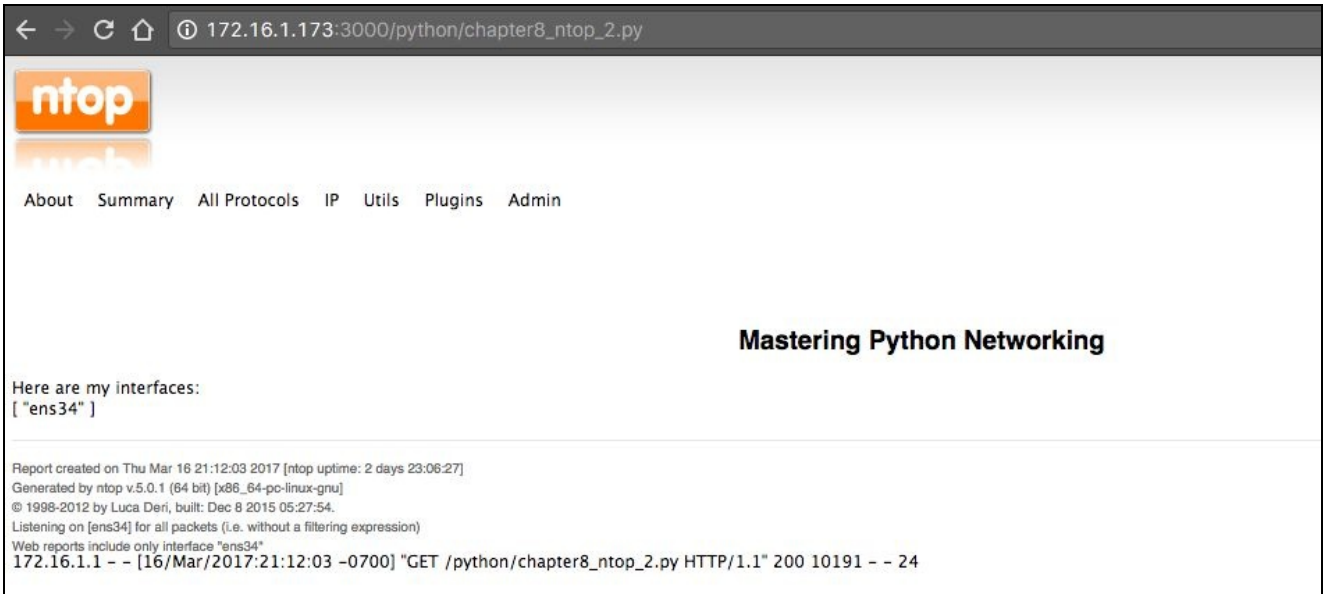 172.16.1.173:3000/python/chapter8_ntop_2.py
ntop
About Summary All Protocols IP Utils Plugins Admin
Mastering Python Networking
Here are my interfaces:
[ "ens34" ]
Report created on Thu Mar 16 21:12:03 2017 [ntop uptime: 2 days 23:06:27]
Generated by ntop v.5.0.1 (64 bit) [x86_64-pc-linux-gnu]
© 1998-2012 by Luca Deri, built: Dec 8 2015 05:27:54.
Listening on [ens34] for all packets (i.e. without a filtering expression)
Web reports include only interface "ens34"
172.16.1.1 - - [16/Mar/2017:21:12:03 -0700] "GET /python/chapter8_ntop_2.py HTTP/1.1" 200 10191 - - 24